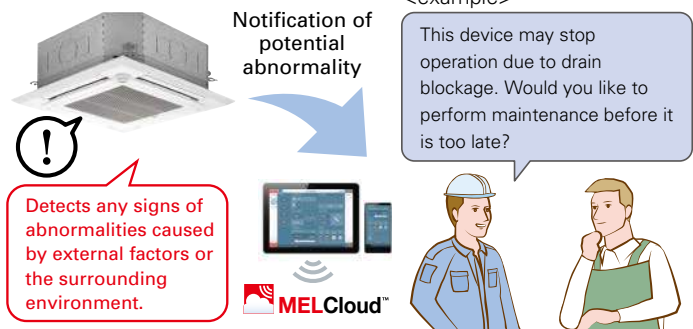 Notification of
potential
abnormality
<example>
This device may stop
operation due to drain
blockage. Would you like to
perform maintenance before it
is too late?
!
Detects any signs of
abnormalities caused
by external factors or
the surrounding
environment.
MELCloud™